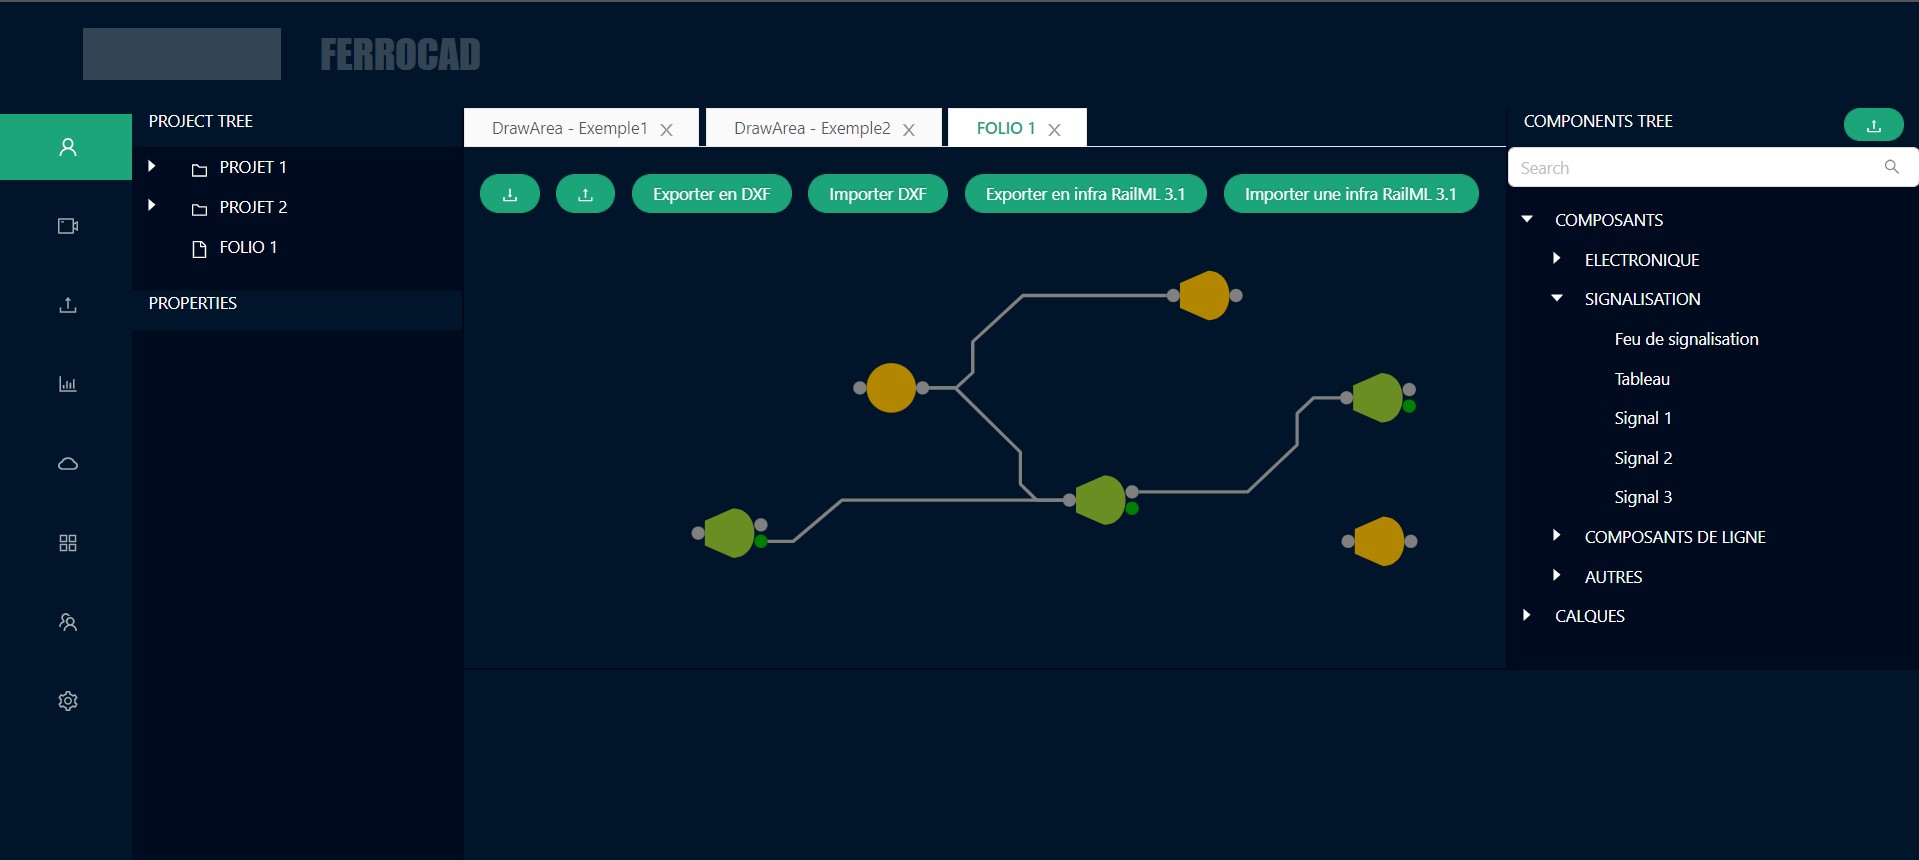 FERROCAD
PROJECT TREE
PROJET 1
PROJET 2
FOLIO 1
PROPERTIES
DrawArea - Exemple1
DrawArea - Exemple2
FOLIO 1
Exporter en DXF
Importer DXF
Exporter en infra RailML 3.1
Importer une infra RailML 3.1
COMPONENTS TREE
Search
COMPOSANTS
ELECTRONIQUE
SIGNALISATION
Feu de signalisation
Tableau
Signal 1
Signal 2
Signal 3
COMPOSANTS DE LIGNE
AUTRES
CALQUES